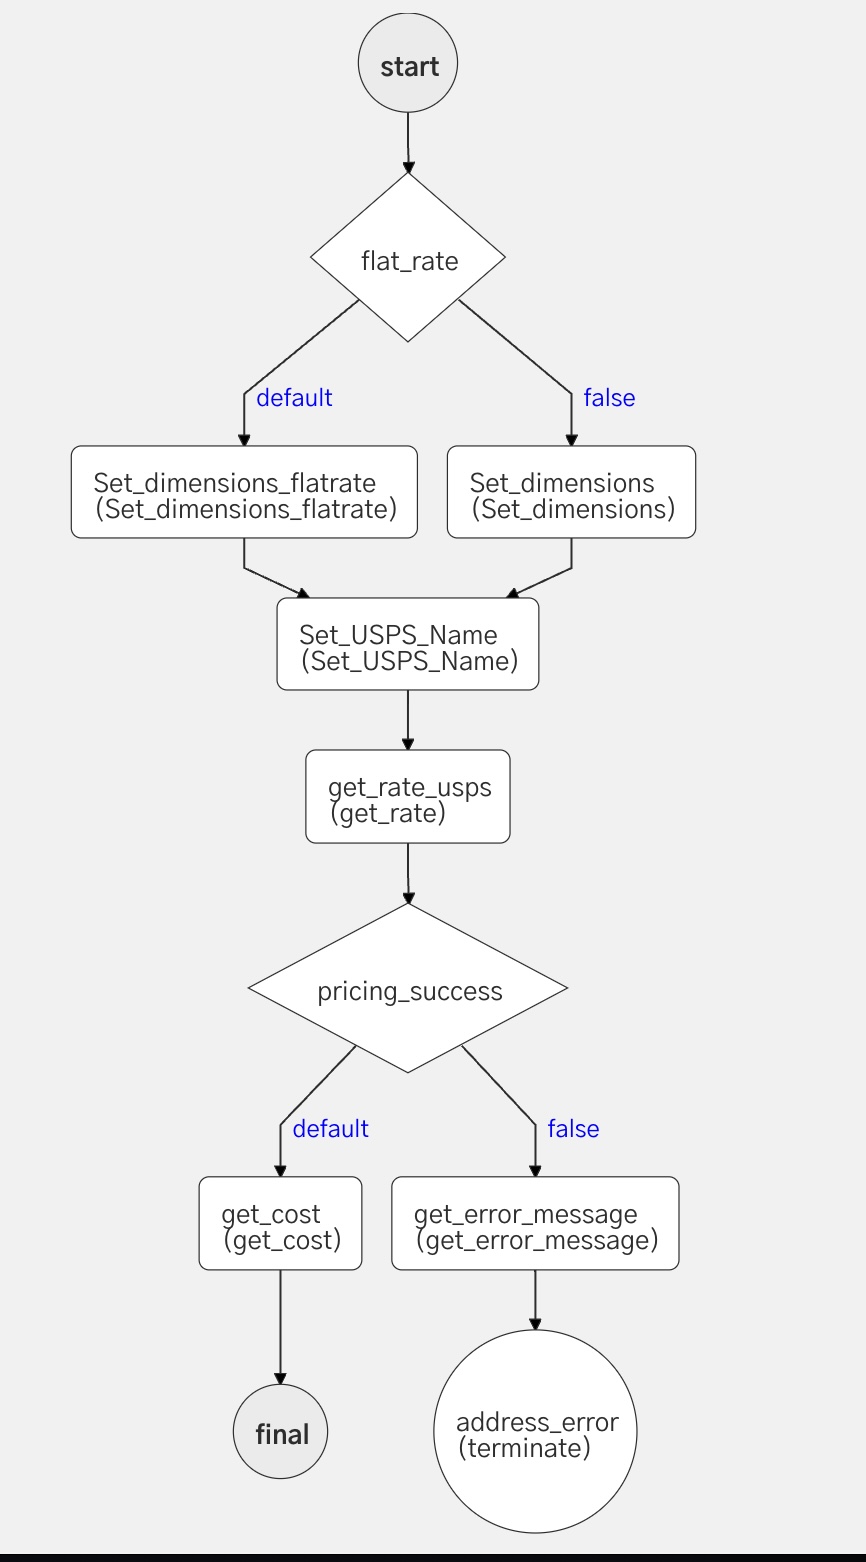 start
flat_rate
default
false
Set_dimensions_flatrate
(Set_dimensions_flatrate)
Set_dimensions
(Set_dimensions)
Set_USPS_Name
(Set_USPS_Name)
get_rate_usps
(get_rate)
pricing_success
default
false
get_cost
(get_cost)
get_error_message
(get_error_message)
final
address_error
(terminate)